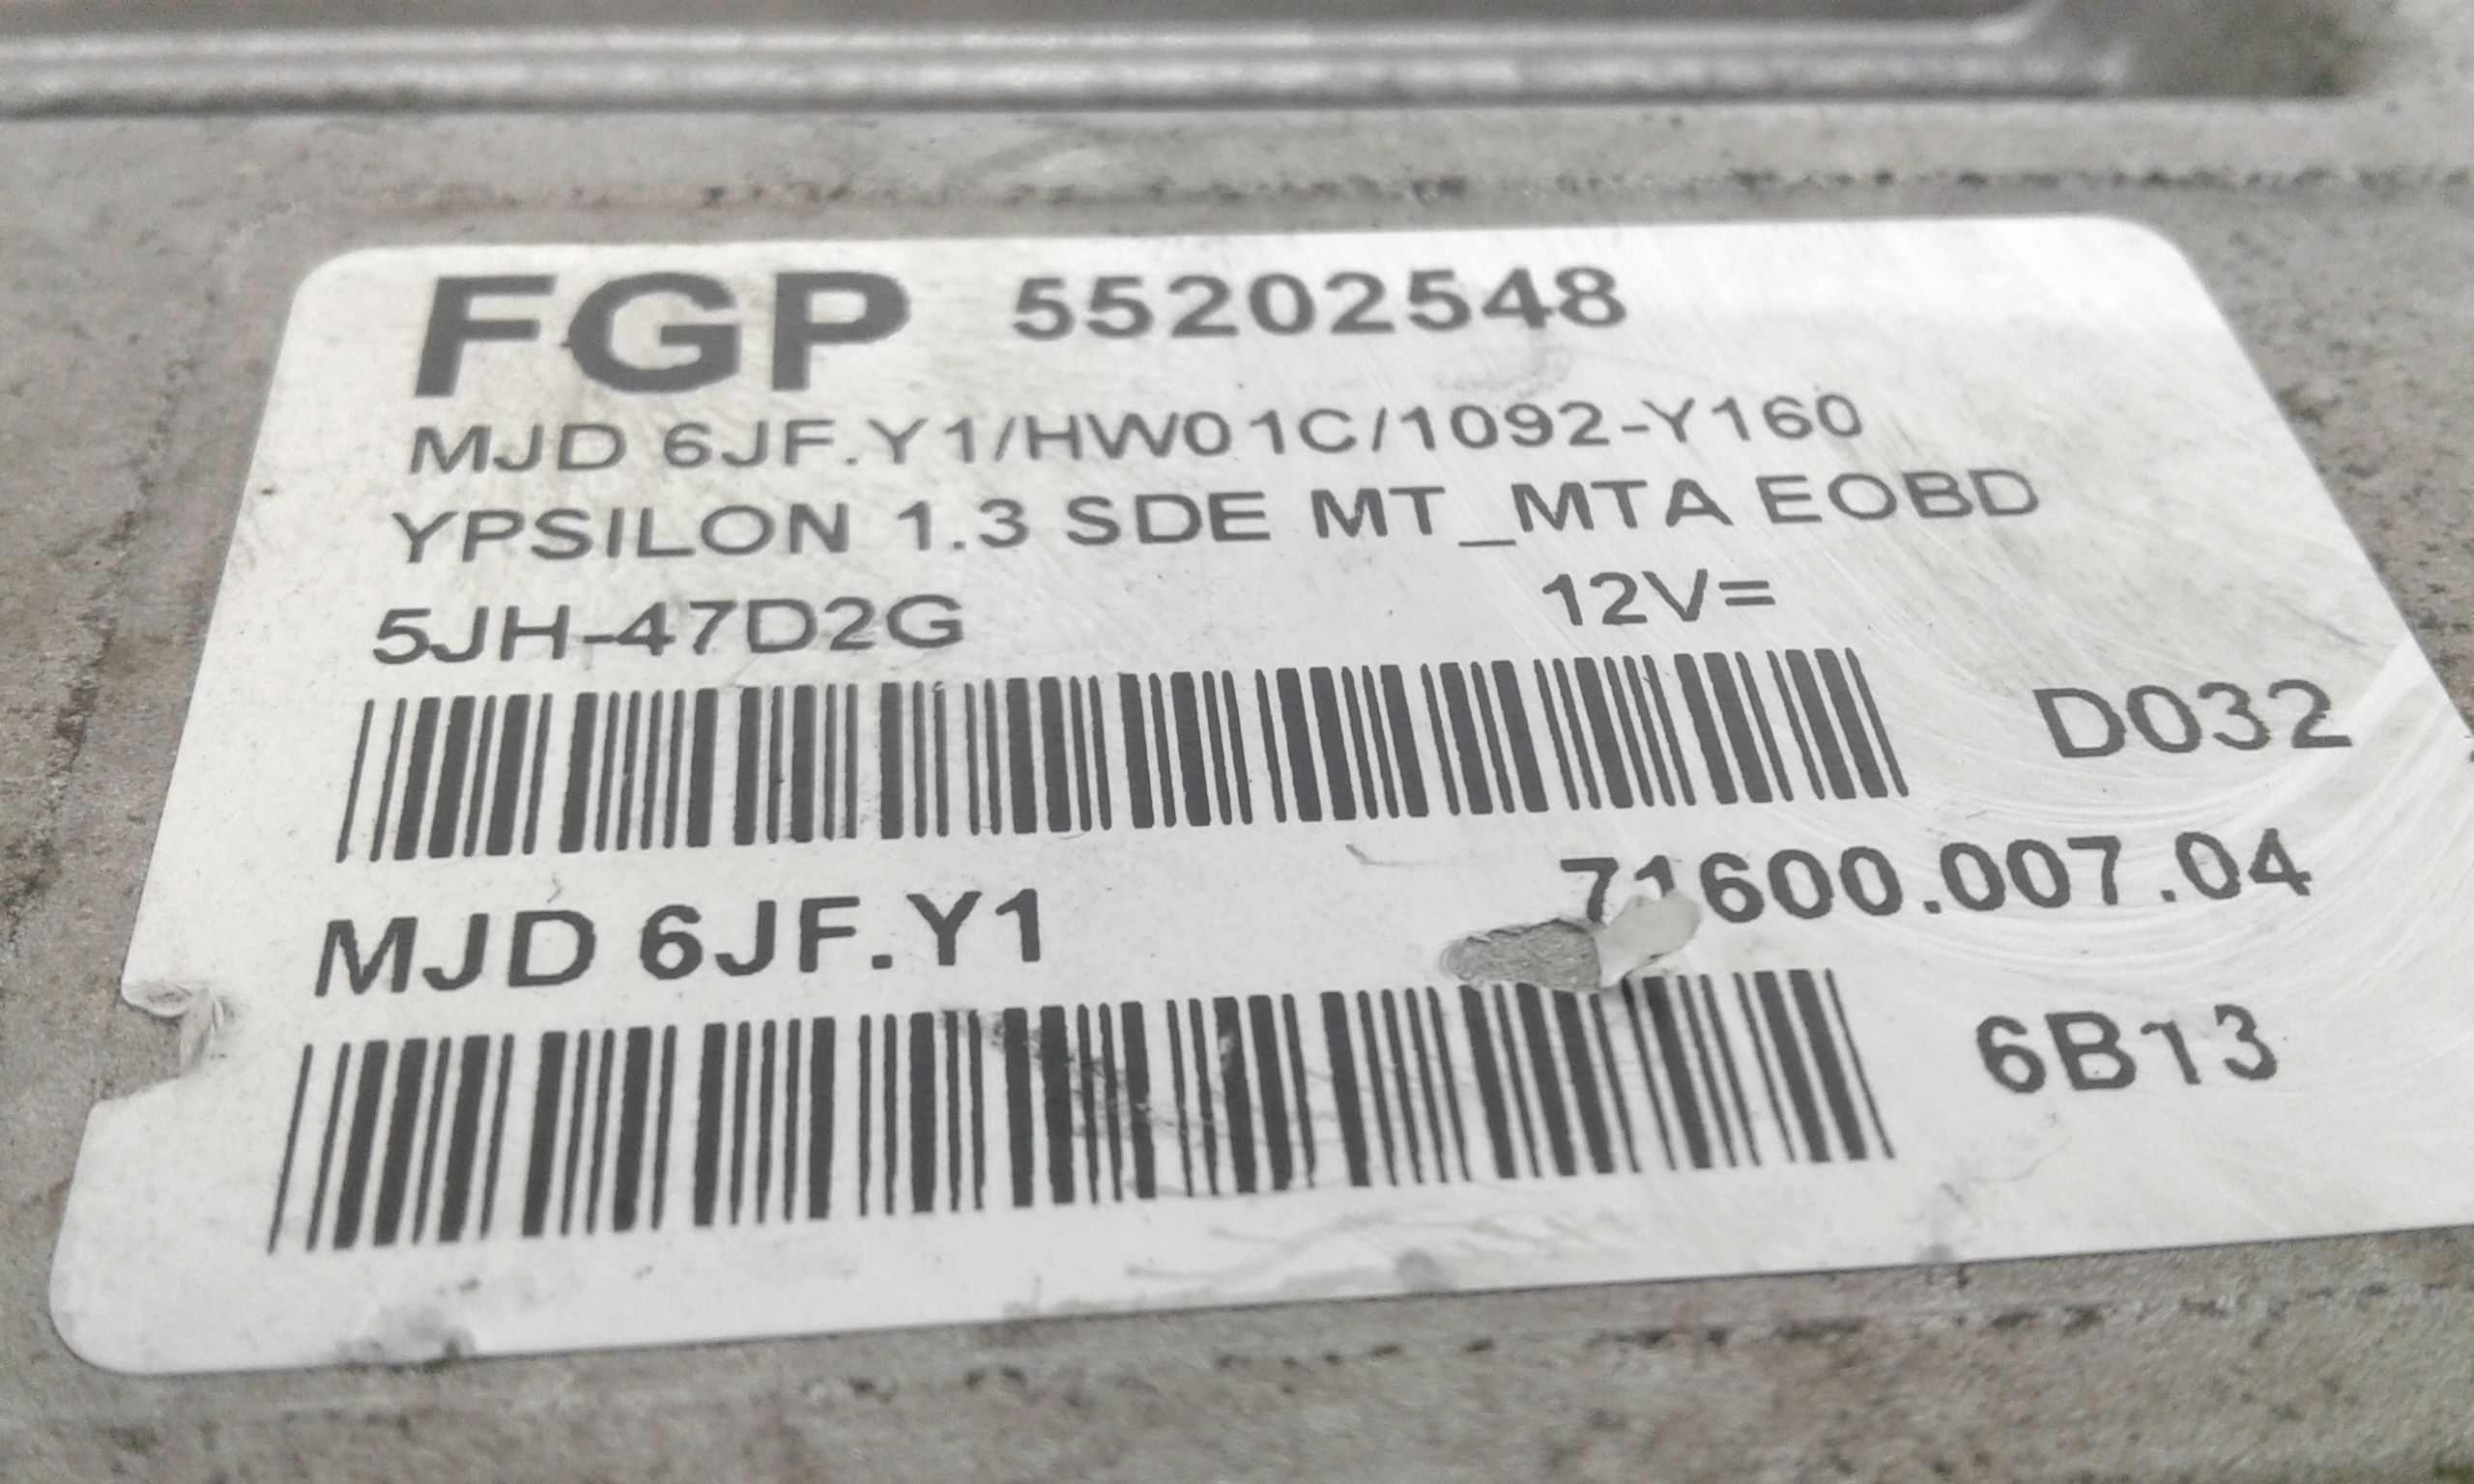 FGP 55202548
MJD 6JF.Y1/HW01C/1092-Y160
YPSILON 1.3 SDE MT_MTA EOBD
5JH-47D2G 12V=
D032
MJD 6JF.Y1 71600.007.04
6B13